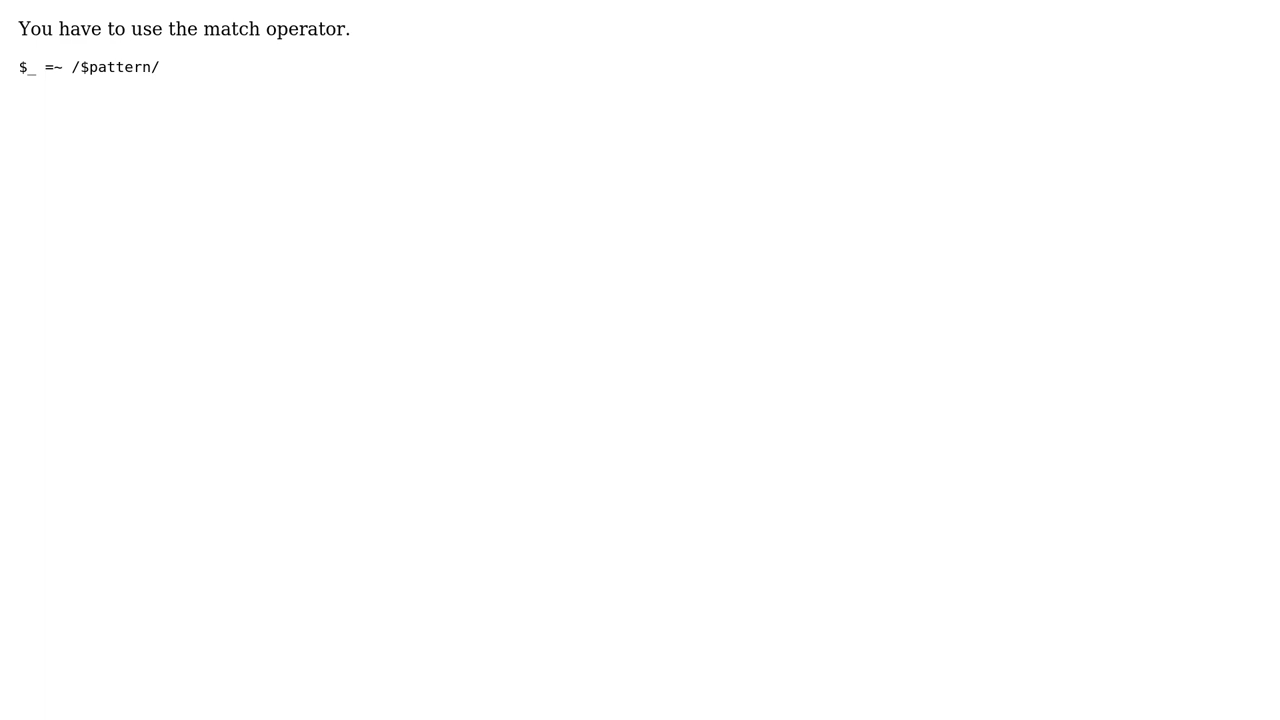 You have to use the match operator.
$_ =~ /$pattern/